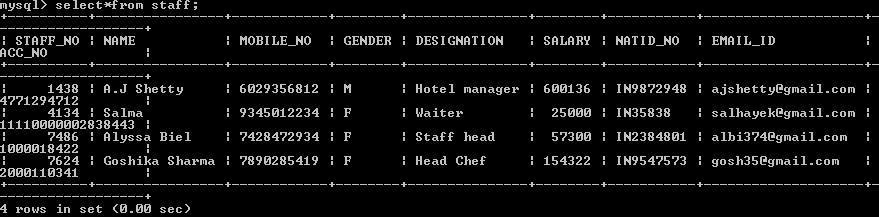 mysql> select*from staff;
+----------+----------------+------------+--------+---------------+--------+-----------+--------------------+
-------------------+
| STAFF_NO | NAME | MOBILE_NO | GENDER | DESIGNATION | SALARY | NATID_NO | EMAIL_ID |
ACC_NO |
+----------+----------------+------------+--------+---------------+--------+-----------+--------------------+
-------------------+
| 1438 | A.J Shetty | 6029356812 | M | Hotel manager | 600136 | IN9872948 | ajshetty@gmail.com |
4771294712 |
| 4134 | Salma | 9345012234 | F | Waiter | 25000 | IN35838 | salhayek@gmail.com |
11110000002838443 |
| 7486 | Alyssa Biel | 7428472934 | F | Staff head | 57300 | IN2384801 | albi374@gmail.com |
1000018422 |
| 7624 | Goshika Sharma | 7890285419 | F | Head Chef | 154322 | IN9547573 | gosh35@gmail.com |
2000110341 |
+----------+----------------+------------+--------+---------------+--------+-----------+--------------------+
-------------------+
4 rows in set (0.00 sec)